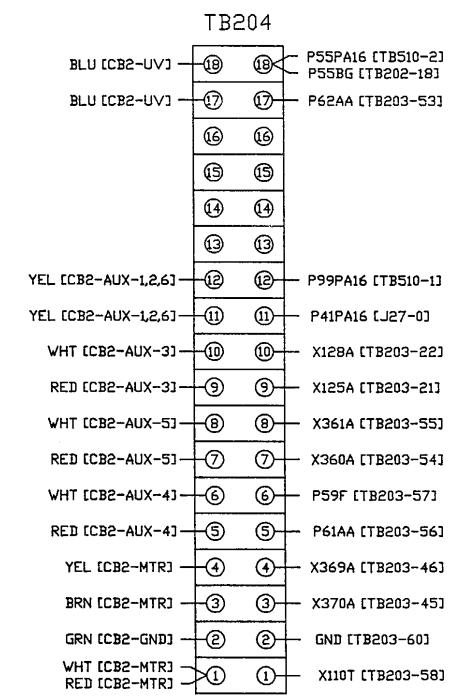 TB204
BLU [CB2-UV] 18 18 P55PA16 [TB510-2]
P55BG [TB202-18]
BLU [CB2-UV] 17 17 P62AA [TB203-53]
16 16
15 15
14 14
13 13
YEL [CB2-AUX-1,2,6] 12 12 P99PA16 [TB510-1]
YEL [CB2-AUX-1,2,6] 11 11 P41PA16 [J27-0]
WHT [CB2-AUX-3] 10 10 X128A [TB203-22]
RED [CB2-AUX-3] 9 9 X125A [TB203-21]
WHT [CB2-AUX-5] 8 8 X361A [TB203-55]
RED [CB2-AUX-5] 7 7 X360A [TB203-54]
WHT [CB2-AUX-4] 6 6 P59F [TB203-57]
RED [CB2-AUX-4] 5 5 P61AA [TB203-56]
YEL [CB2-MTR] 4 4 X369A [TB203-46]
BRN [CB2-MTR] 3 3 X370A [TB203-45]
GRN [CB2-GND] 2 2 GND [TB203-60]
WHT [CB2-MTR] 1 1 X110T [TB203-58]
RED [CB2-MTR]